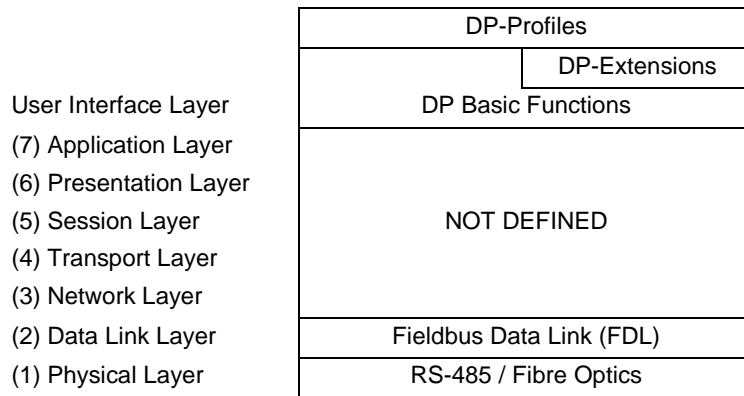 DP-Profiles
DP-Extensions
User Interface Layer DP Basic Functions
(7) Application Layer
(6) Presentation Layer
(5) Session Layer NOT DEFINED
(4) Transport Layer
(3) Network Layer
(2) Data Link Layer Fieldbus Data Link (FDL)
(1) Physical Layer RS-485 / Fibre Optics